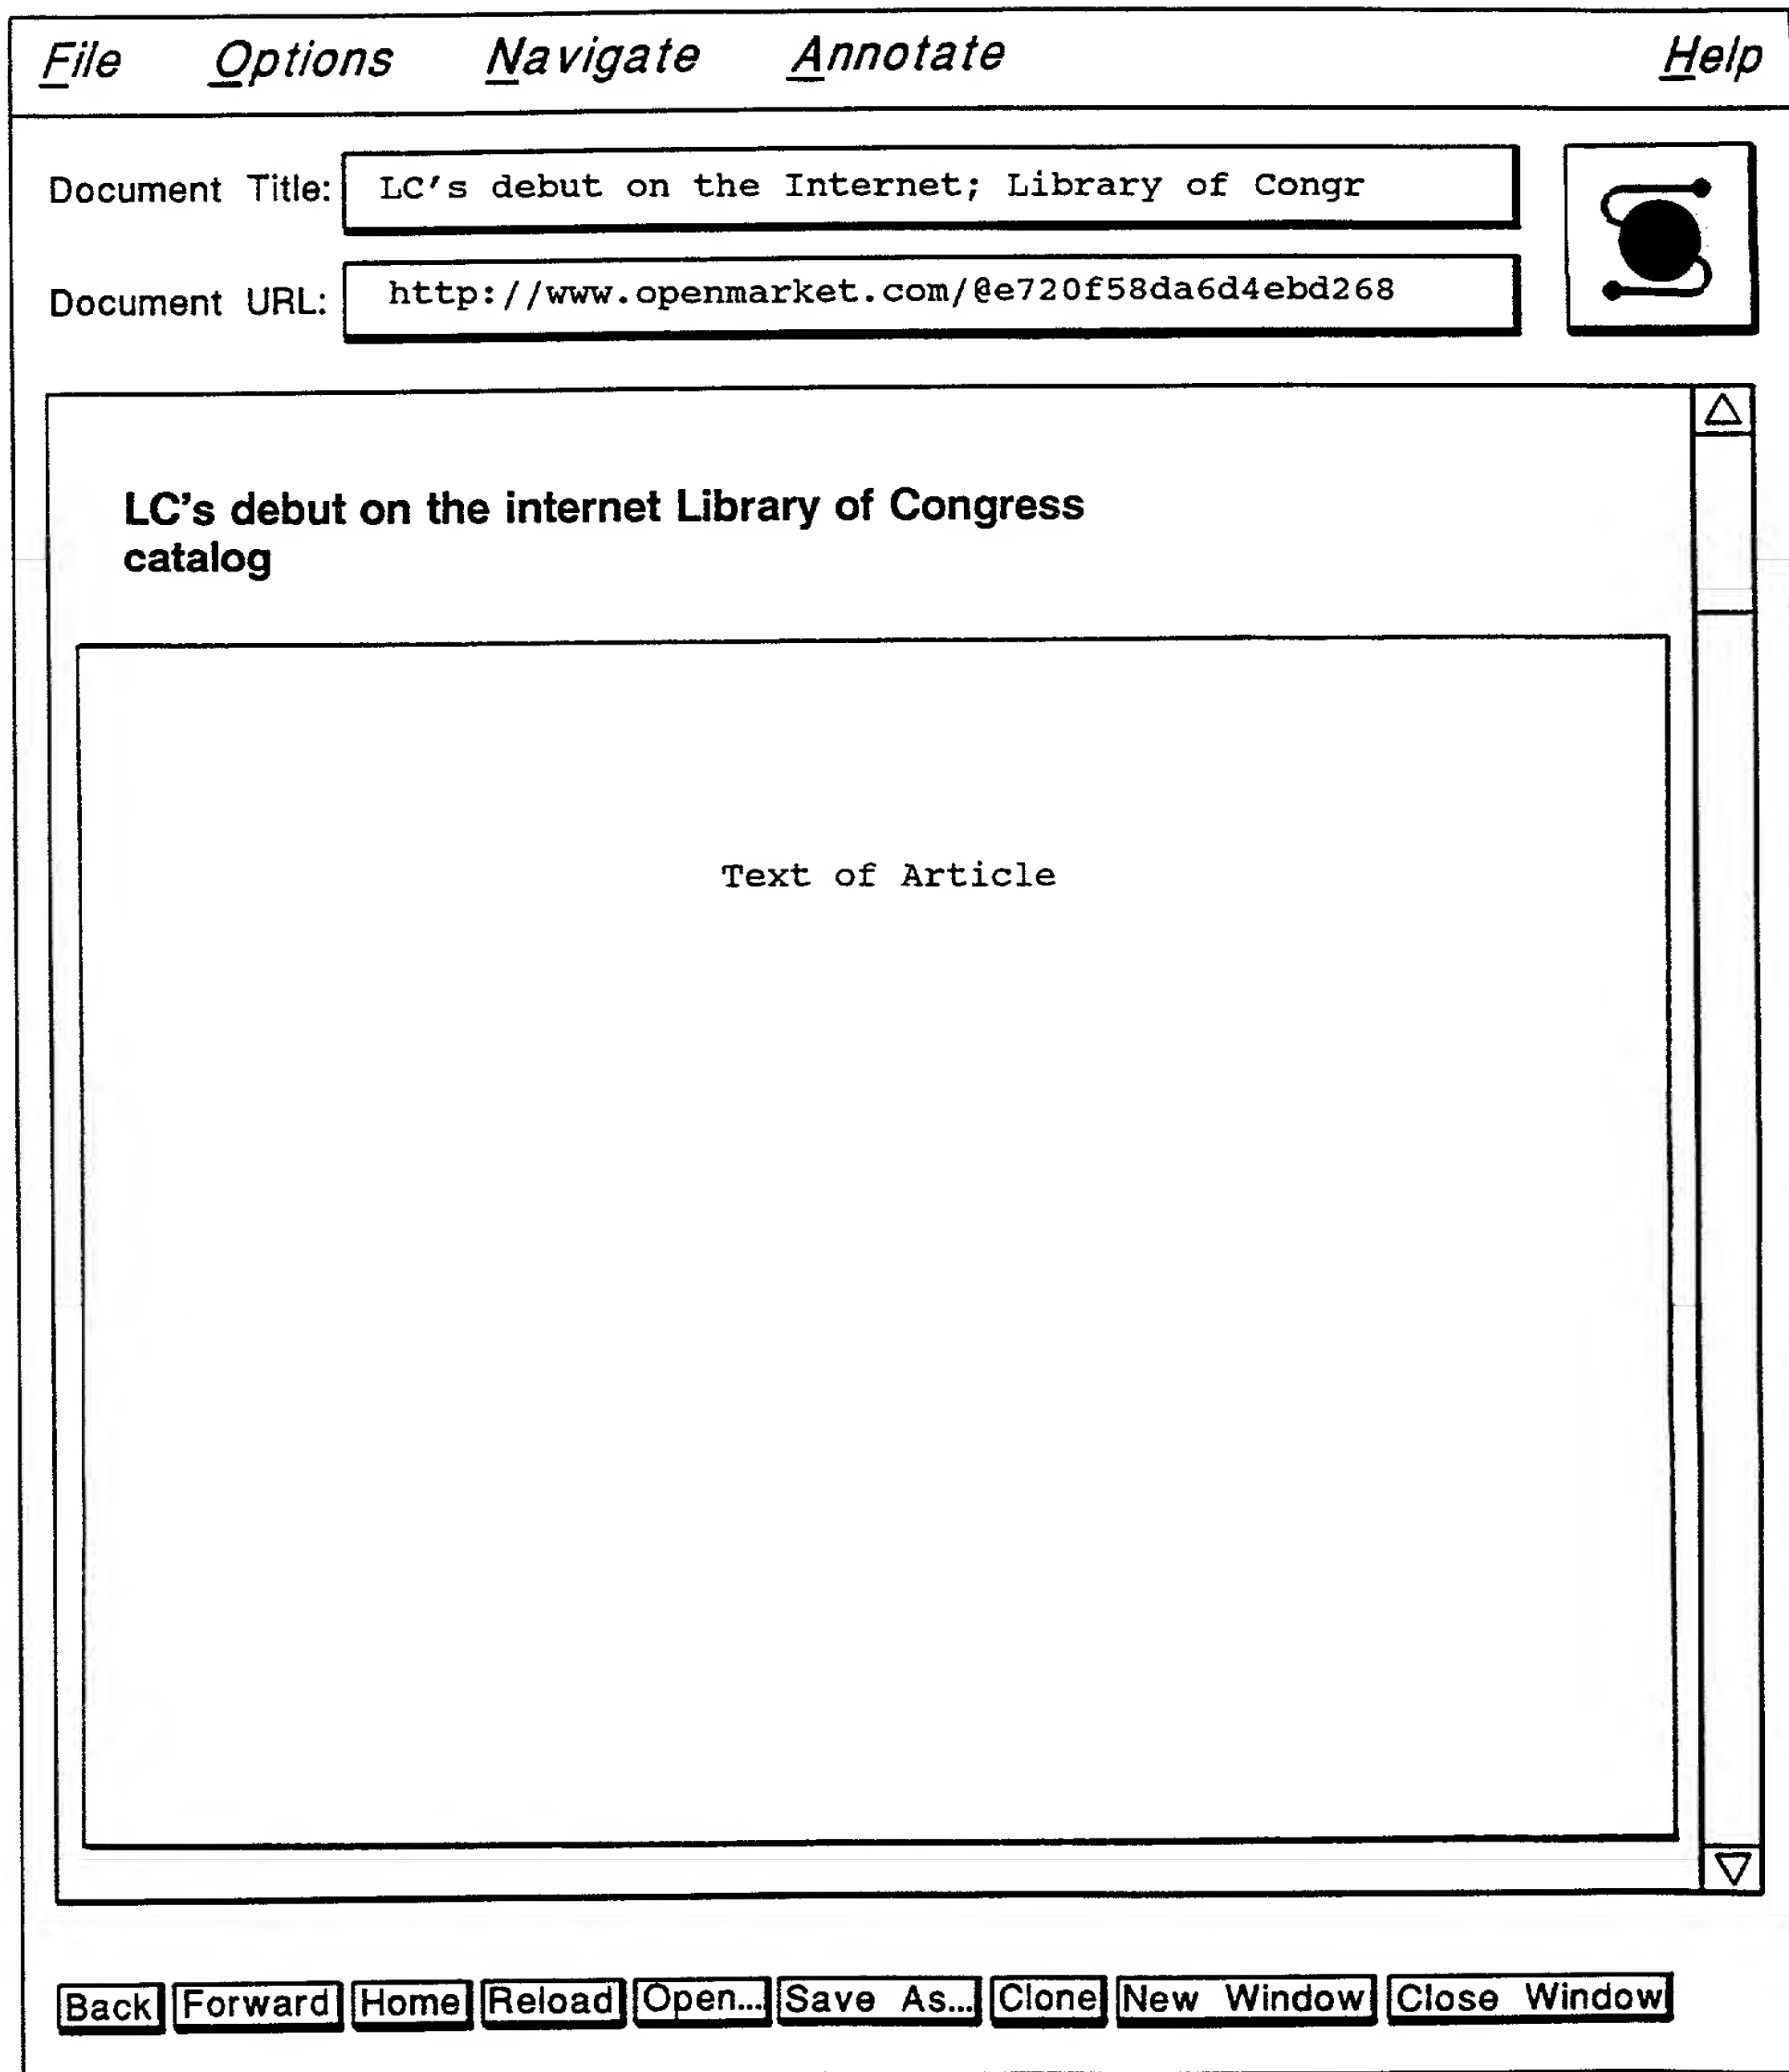 File Options Navigate Annotate Help
Document Title: LC's debut on the Internet; Library of Congr
Document URL: http://www.openmarket.com/@e720f58da6d4ebd268
LC's debut on the internet Library of Congress
catalog
Text of Article
Back Forward Home Reload Open... Save As... Clone New Window Close Window